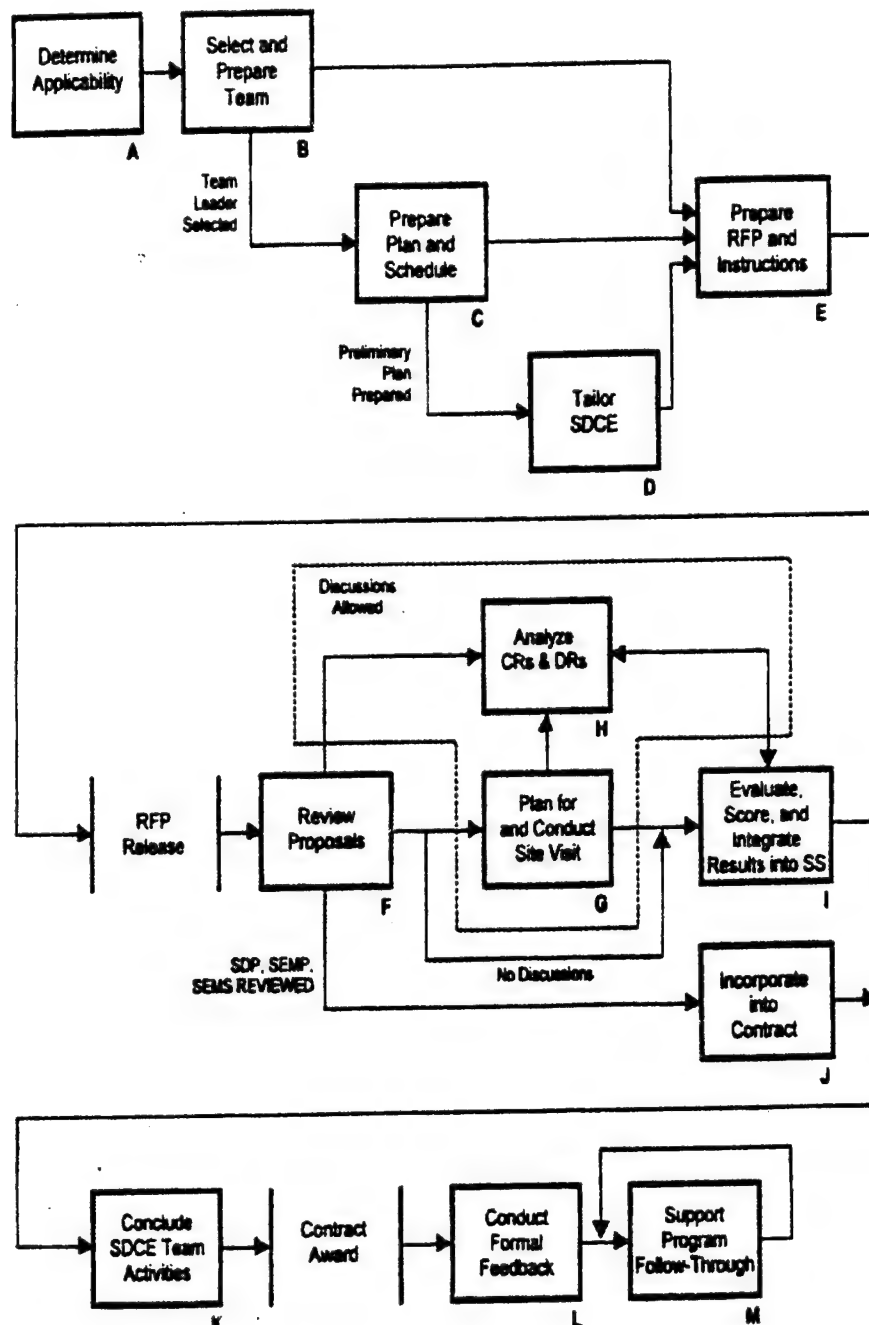 Determine
Applicability
A
Select and
Prepare
Team
B
Team
Leader
Selected
Prepare
Plan and
Schedule
C
Prepare
RFP and
Instructions
E
Preliminary
Plan
Prepared
Tailor
SDCE
D
Discussions
Allowed
Analyze
CRs & DRs
H
RFP
Release
Review
Proposals
F
Plan for
and Conduct
Site Visit
G
Evaluate,
Score, and
Integrate
Results into SS
I
SDP, SEMP,
SEMS REVIEWED
No Discussions
Incorporate
into
Contract
J
Conclude
SDCE Team
Activities
K
Contract
Award
Conduct
Formal
Feedback
L
Support
Program
Follow-Through
M